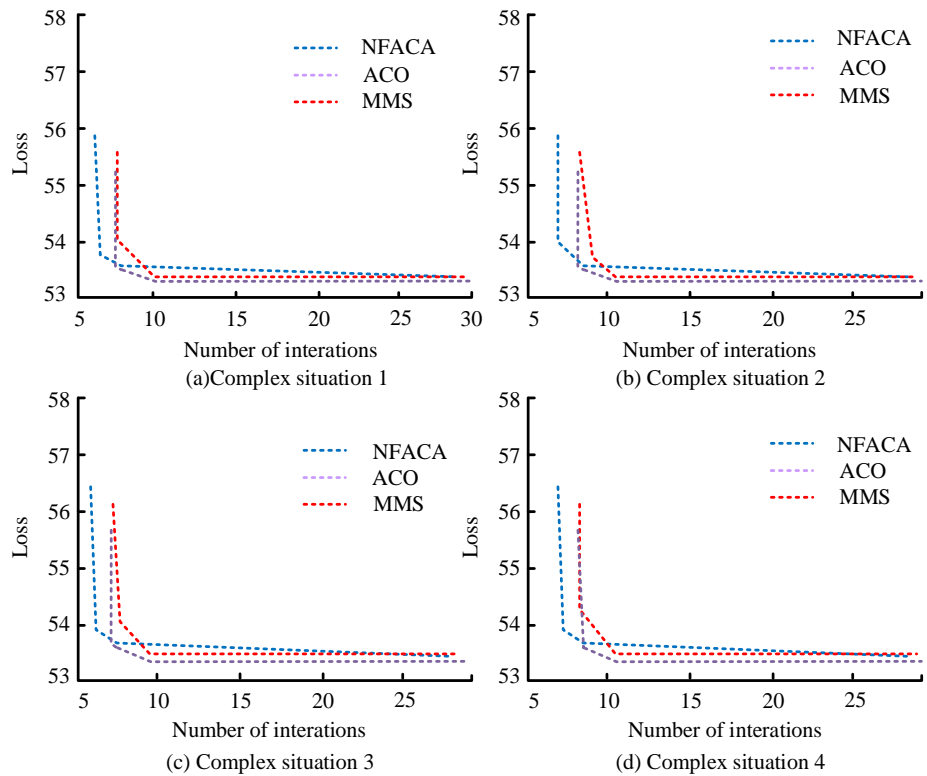 58
57
56
55
54
53
Loss
NFACA
ACO
MMS
5 10 15 20 25 30
Number of interations
(a)Complex situation 1
58
57
56
55
54
53
Loss
NFACA
ACO
MMS
5 10 15 20 25
Number of interations
(b) Complex situation 2
58
57
56
55
54
53
Loss
NFACA
ACO
MMS
5 10 15 20 25
Number of interations
(c) Complex situation 3
58
57
56
55
54
53
Loss
NFACA
ACO
MMS
5 10 15 20 25
Number of interations
(d) Complex situation 4